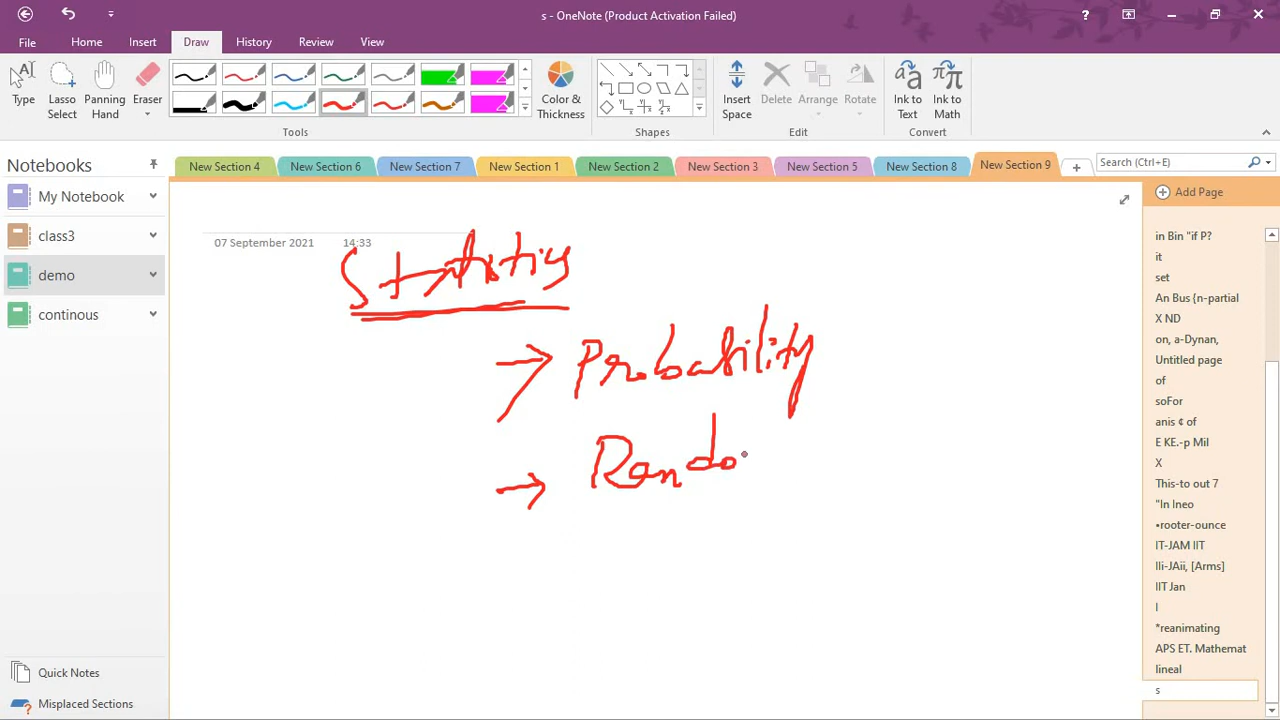 s - OneNote (Product Activation Failed)
?
File Home Insert Draw History Review View
Type Lasso Select Panning Hand Eraser Color & Thickness Insert Space Delete Arrange Rotate Ink to Text Ink to Math
Tools Shapes Edit Convert
Notebooks
New Section 4 New Section 6 New Section 7 New Section 1 New Section 2 New Section 3 New Section 5 New Section 8 New Section 9 + Search (Ctrl+E)
My Notebook
class3
demo
continous
Quick Notes
Misplaced Sections
07 September 2021 14:33
Statistics
→ Probability
→ Rando
Add Page
in Bin "if P?
it
set
An Bus {n-partial
X ND
on, a-Dynan,
Untitled page
of
soFor
anis ¢ of
E KE.-p Mil
X
This-to out 7
"In Ineo
•rooter-ounce
IT-JAM IIT
IIi-JAii, [Arms]
IIT Jan
I
*reanimating
APS ET. Mathemat
lineal
s